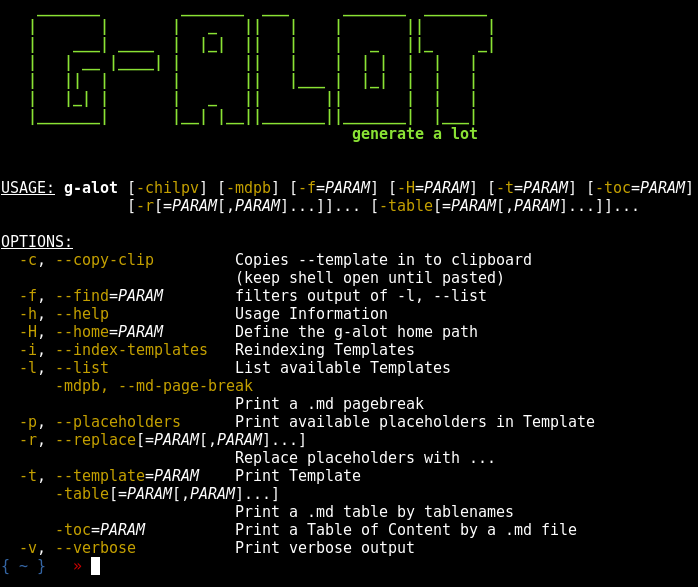 G-ALOT
generate a lot
USAGE: g-alot [-chilpv] [-mdpb] [-f=PARAM] [-H=PARAM] [-t=PARAM] [-toc=PARAM]
[-r[=PARAM[,PARAM]...]]... [-table[=PARAM[,PARAM]...]]...
OPTIONS:
-c, --copy-clip Copies --template in to clipboard
(keep shell open until pasted)
-f, --find=PARAM filters output of -l, --list
-h, --help Usage Information
-H, --home=PARAM Define the g-alot home path
-i, --index-templates Reindexing Templates
-l, --list List available Templates
-mdpb, --md-page-break
Print a .md pagebreak
-p, --placeholders Print available placeholders in Template
-r, --replace[=PARAM[,PARAM]...]
Replace placeholders with ...
-t, --template=PARAM Print Template
-table[=PARAM[,PARAM]...]
Print a .md table by tablenames
-toc=PARAM Print a Table of Content by a .md file
-v, --verbose Print verbose output
{ ~ } »